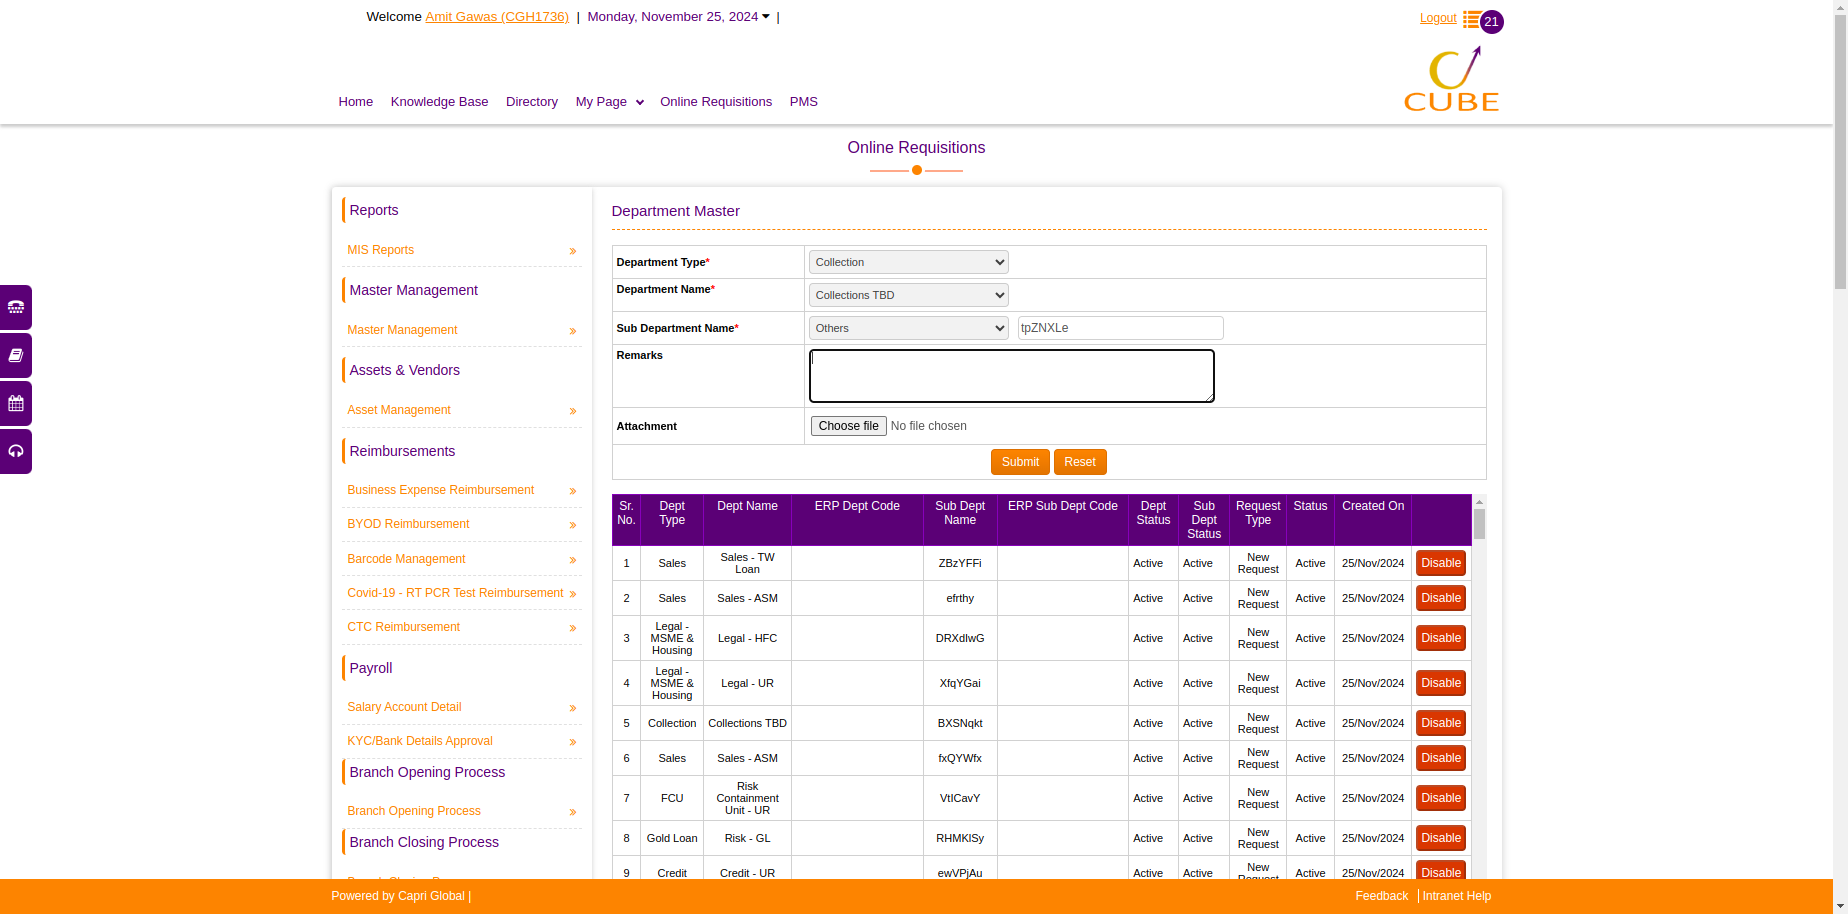 Welcome Amit Gawas (CGH1736) | Monday, November 25, 2024 |
Logout 21
CUBE
Home Knowledge Base Directory My Page Online Requisitions PMS
Online Requisitions
Reports
MIS Reports
Master Management
Master Management
Assets & Vendors
Asset Management
Reimbursements
Business Expense Reimbursement
BYOD Reimbursement
Barcode Management
Covid-19 - RT PCR Test Reimbursement
CTC Reimbursement
Payroll
Salary Account Detail
KYC/Bank Details Approval
Branch Opening Process
Branch Opening Process
Branch Closing Process
Department Master
Department Type* Collection
Department Name* Collections TBD
Sub Department Name* Others tpZNXLe
Remarks
Attachment Choose file No file chosen
Submit Reset
Sr. No. Dept Type Dept Name ERP Dept Code Sub Dept Name ERP Sub Dept Code Dept Status Sub Dept Status Request Type Status Created On
1 Sales Sales - TW Loan ZBzYFFi Active Active New Request Active 25/Nov/2024 Disable
2 Sales Sales - ASM efrthy Active Active New Request Active 25/Nov/2024 Disable
3 Legal - MSME & Housing Legal - HFC DRXdIwG Active Active New Request Active 25/Nov/2024 Disable
4 Legal - MSME & Housing Legal - UR XfqYGai Active Active New Request Active 25/Nov/2024 Disable
5 Collection Collections TBD BXSNqkt Active Active New Request Active 25/Nov/2024 Disable
6 Sales Sales - ASM fxQYWfx Active Active New Request Active 25/Nov/2024 Disable
7 FCU Risk Containment Unit - UR VtICavY Active Active New Request Active 25/Nov/2024 Disable
8 Gold Loan Risk - GL RHMKlSy Active Active New Request Active 25/Nov/2024 Disable
9 Credit Credit - UR ewVPjAu Active Active New Request Active 25/Nov/2024 Disable
Powered by Capri Global |
Feedback | Intranet Help